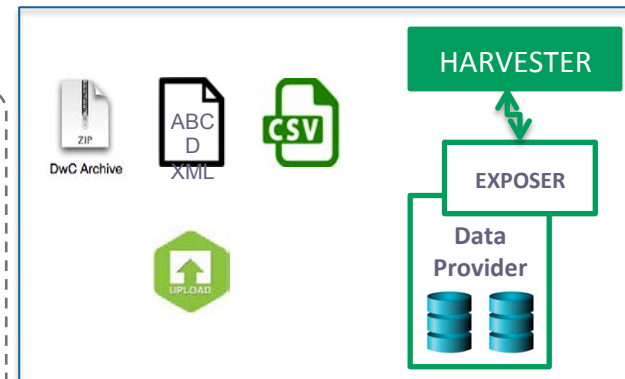 HARVESTER
ZIP
DwC Archive
ABC
D
XML
CSV
EXPOSER
Data
Provider
UPLOAD